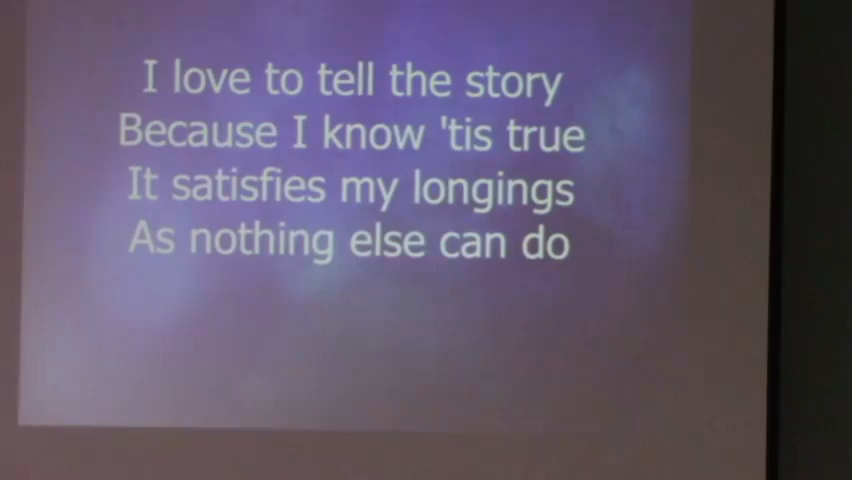 I love to tell the story
Because I know 'tis true
It satisfies my longings
As nothing else can do